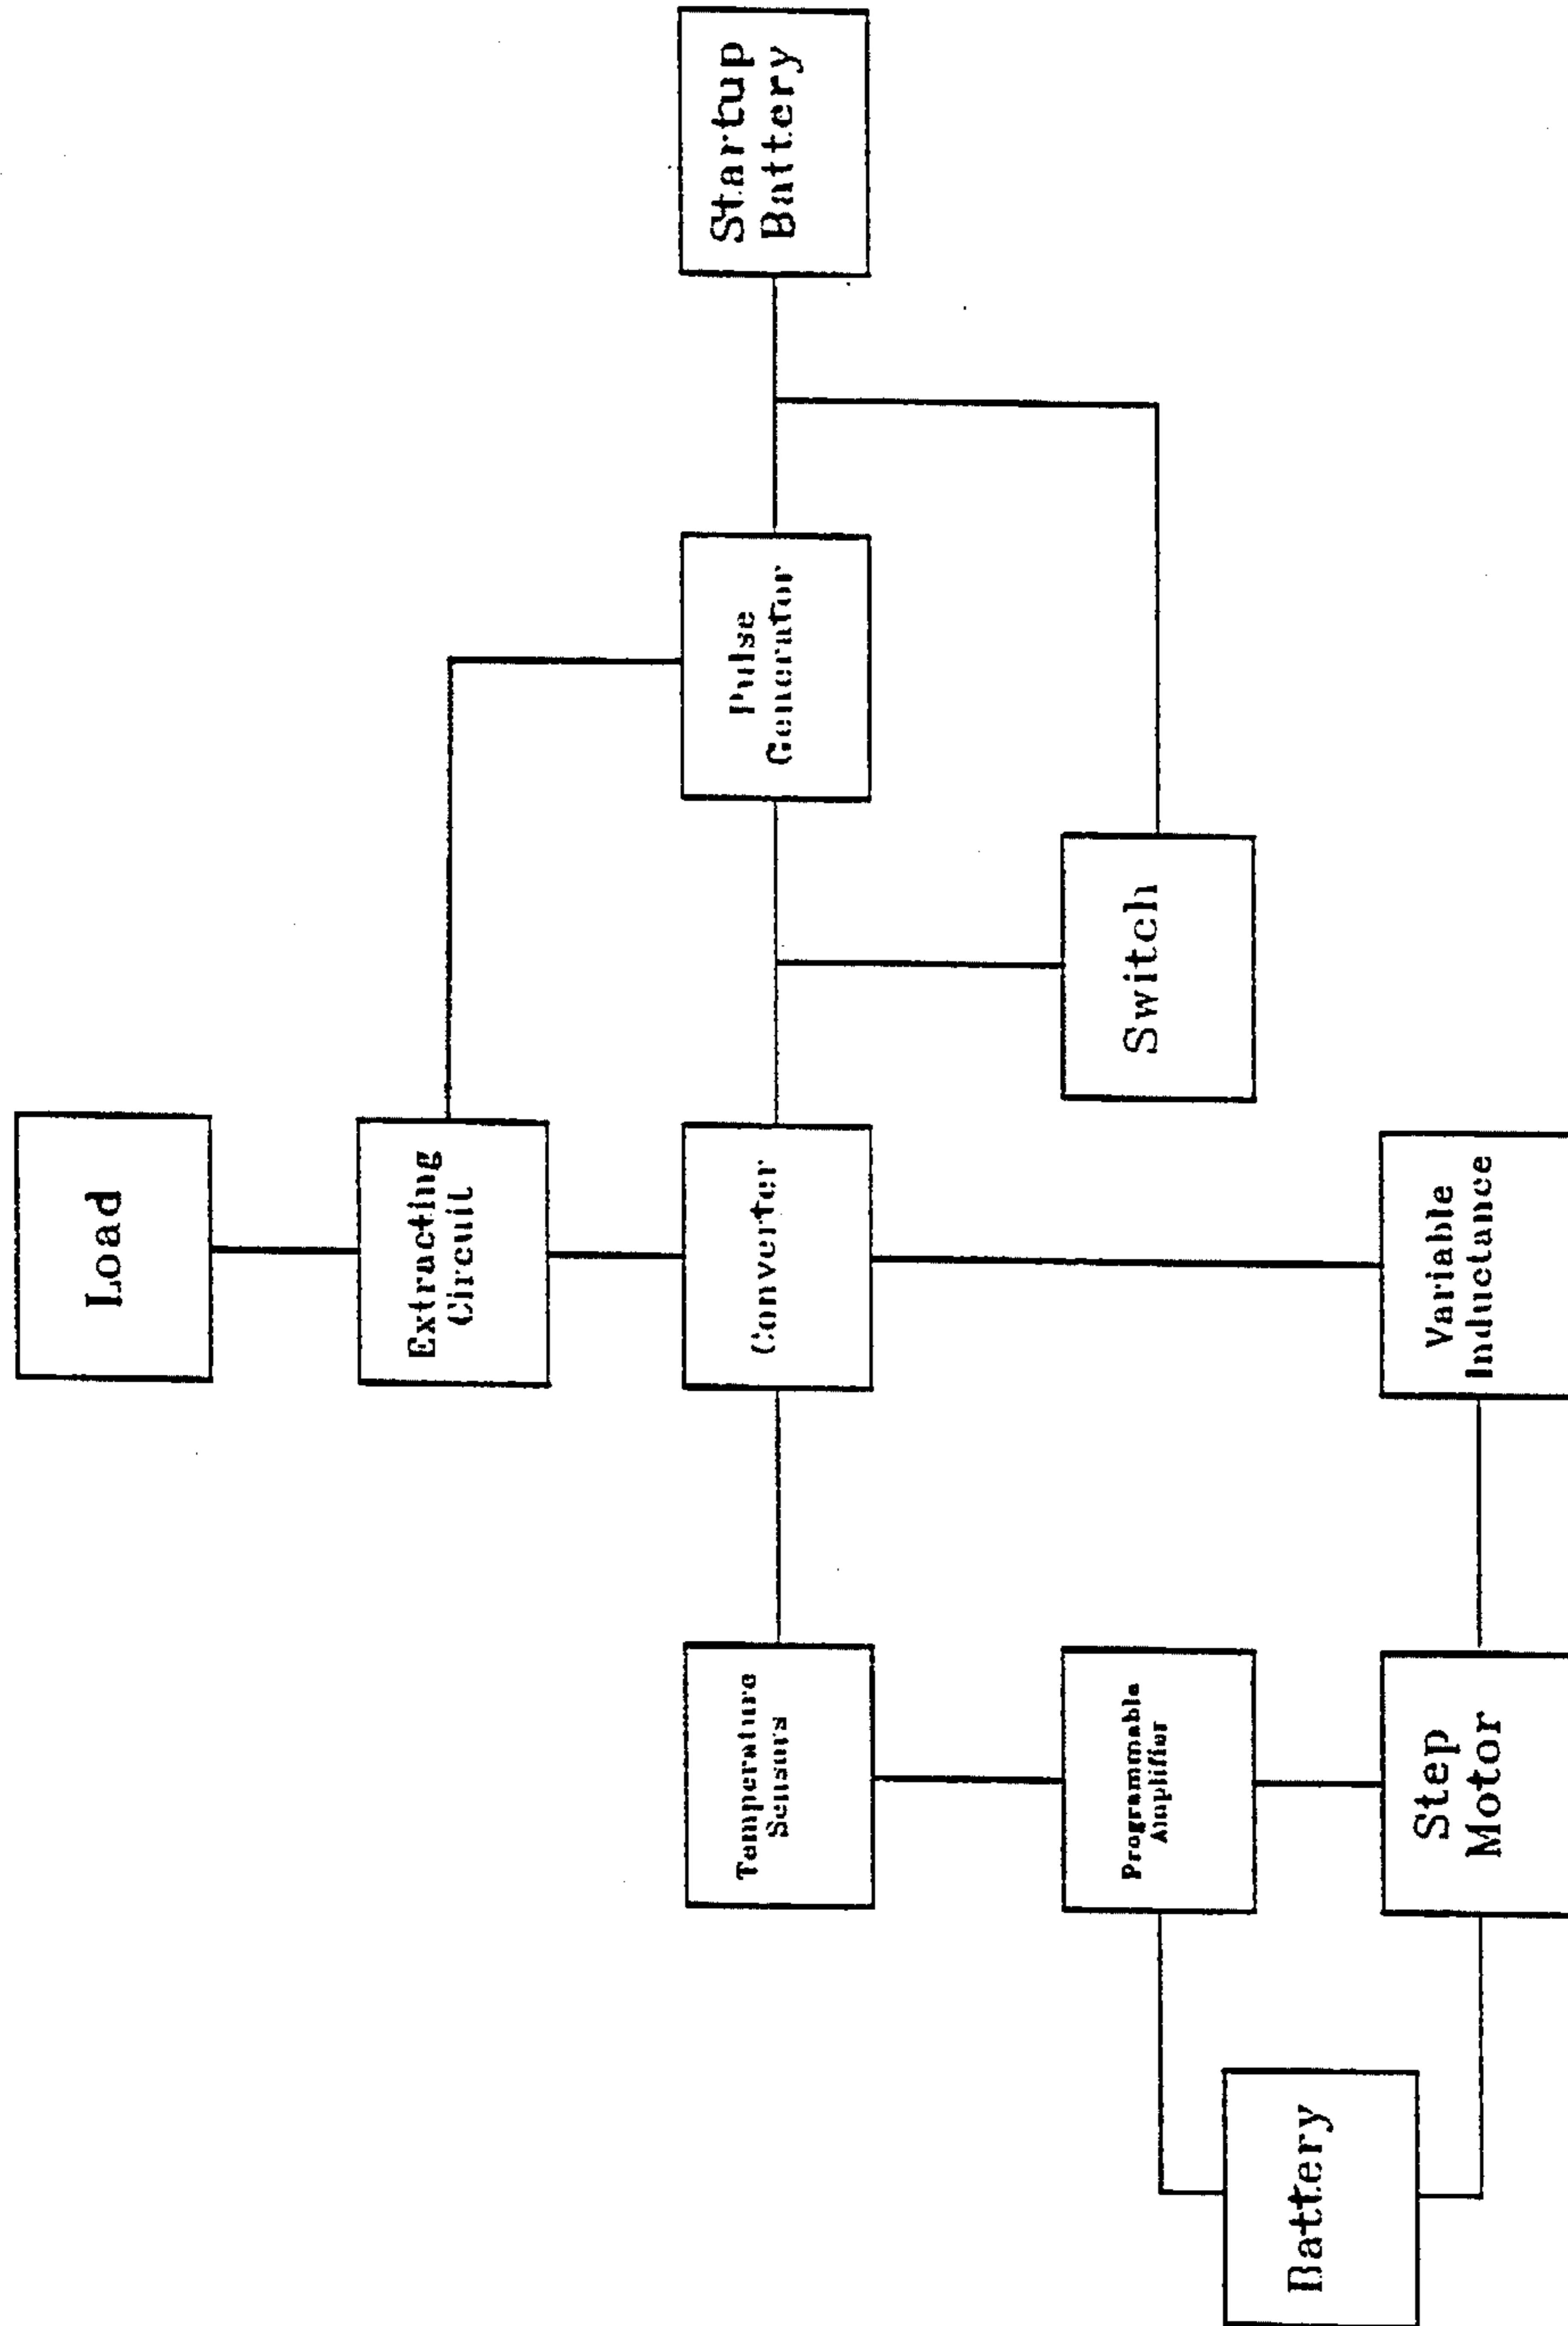 Load
Extracting
Circuit
Converter
Pulse
Generator
Startup
Battery
Switch
Temperature
Sensors
Programmable
Amplifier
Variable
Inductance
Step
Motor
Battery